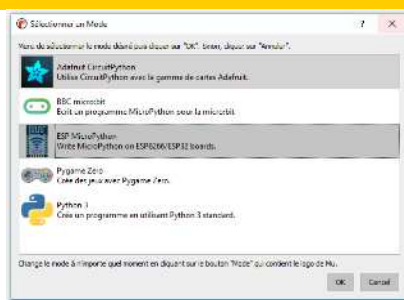 Sélectionner un Mode
Merci de sélectionner le mode désiré puis cliquer sur "OK". Sinon, cliquer sur "Annuler".
Adafruit CircuitPython
Utilise CircuitPython avec la gamme de cartes Adafruit.
BBC micro:bit
Ecrit un programme MicroPython pour la micro:bit
ESP MicroPython
Write MicroPython on ESP8266/ESP32 boards.
Pygame Zero
Crée des jeux avec Pygame Zero.
Python 3
Crée un programme en utilisant Python 3 standard.
Change le mode à n'importe quel moment en cliquant sur le bouton "Mode" qui contient le logo de Mu.
OK
Cancel